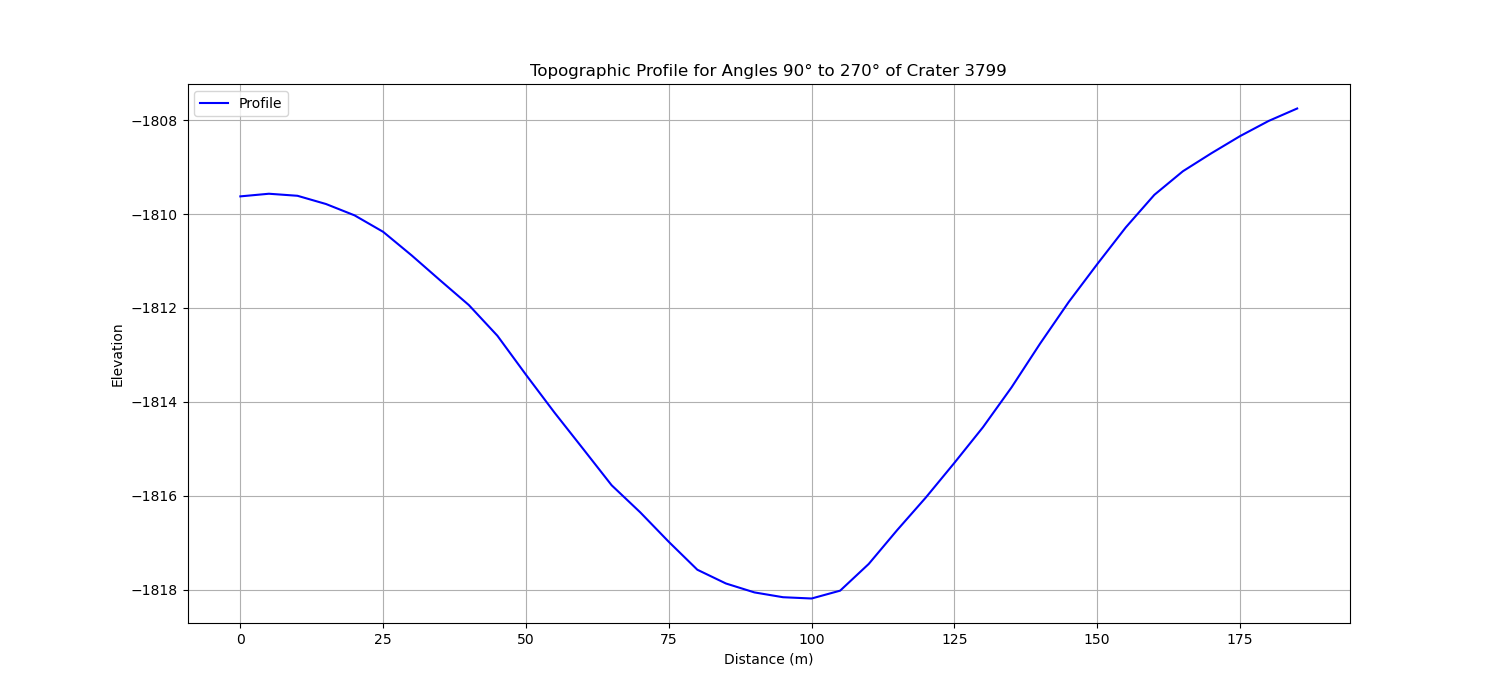 Topographic Profile for Angles 90° to 270° of Crater 3799
Profile
−1808
−1810
−1812
−1814
−1816
−1818
Elevation
0 25 50 75 100 125 150 175
Distance (m)